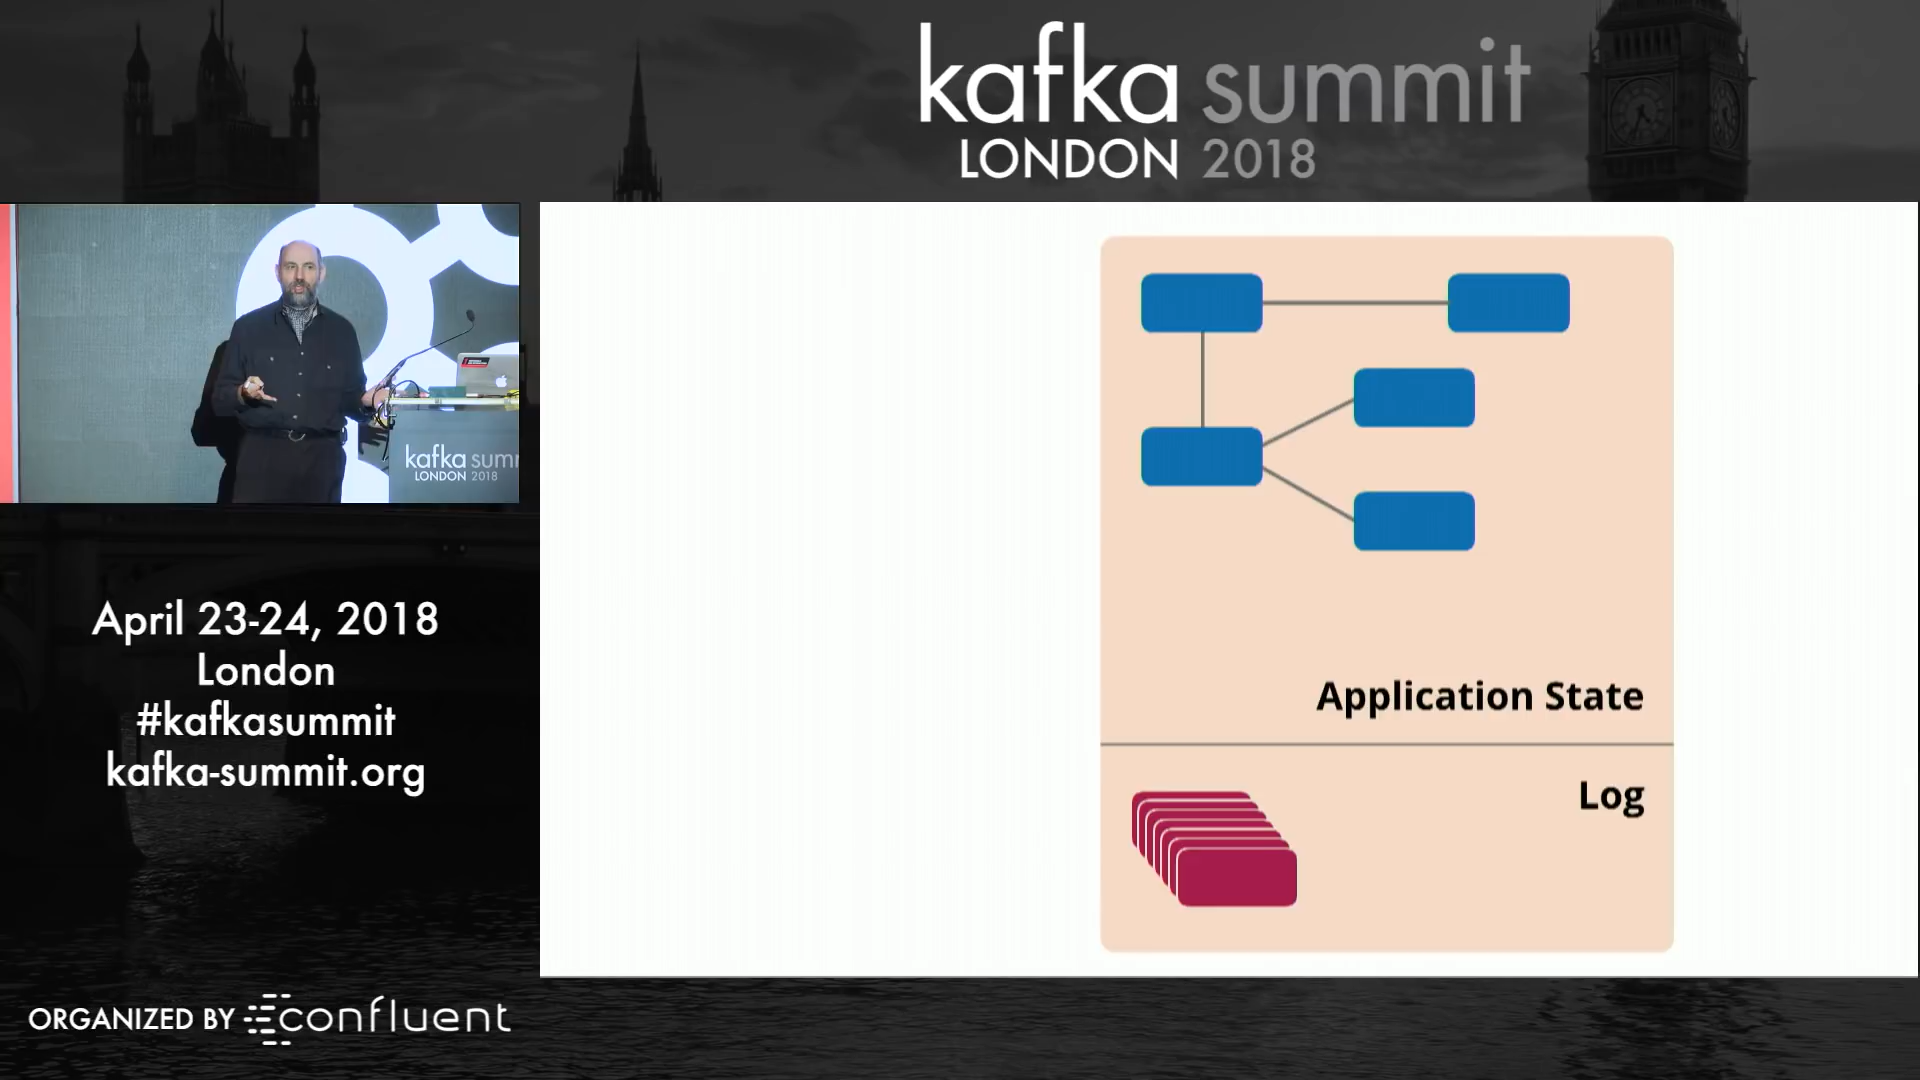 kafka summit
LONDON 2018
kafka summ
LONDON 2018
April 23-24, 2018
London
#kafkasummit
kafka-summit.org
ORGANIZED BY confluent
Application State
Log